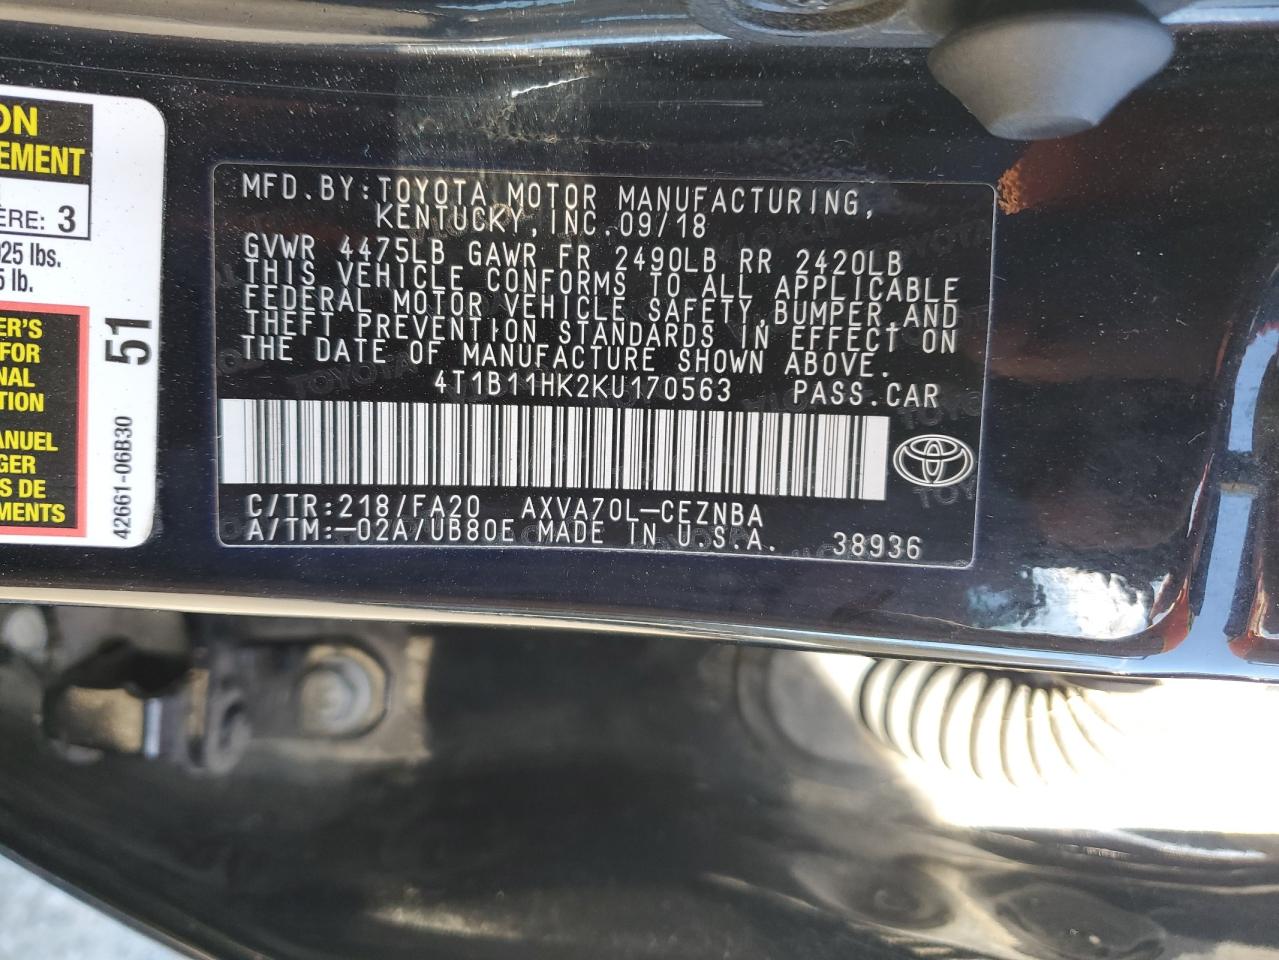 ON
EMENT
ÈRE: 3
025 lbs.
5 lb.
ER'S
FOR
NAL
TION
ANUEL
GER
S DE
MENTS
51
42661-06B30
MFD.BY:TOYOTA MOTOR MANUFACTURING,
KENTUCKY,INC.09/18
GVWR 4475LB GAWR FR 2490LB RR 2420LB
THIS VEHICLE CONFORMS TO ALL APPLICABLE
FEDERAL MOTOR VEHICLE SAFETY,BUMPER,AND
THEFT PREVENTION STANDARDS IN EFFECT ON
THE DATE OF MANUFACTURE SHOWN ABOVE.
4T1B11HK2KU170563 PASS.CAR
C/TR:218/FA20 AXVA70L-CEZNBA
A/TM:-02A/UB80E MADE IN U.S.A. 38936